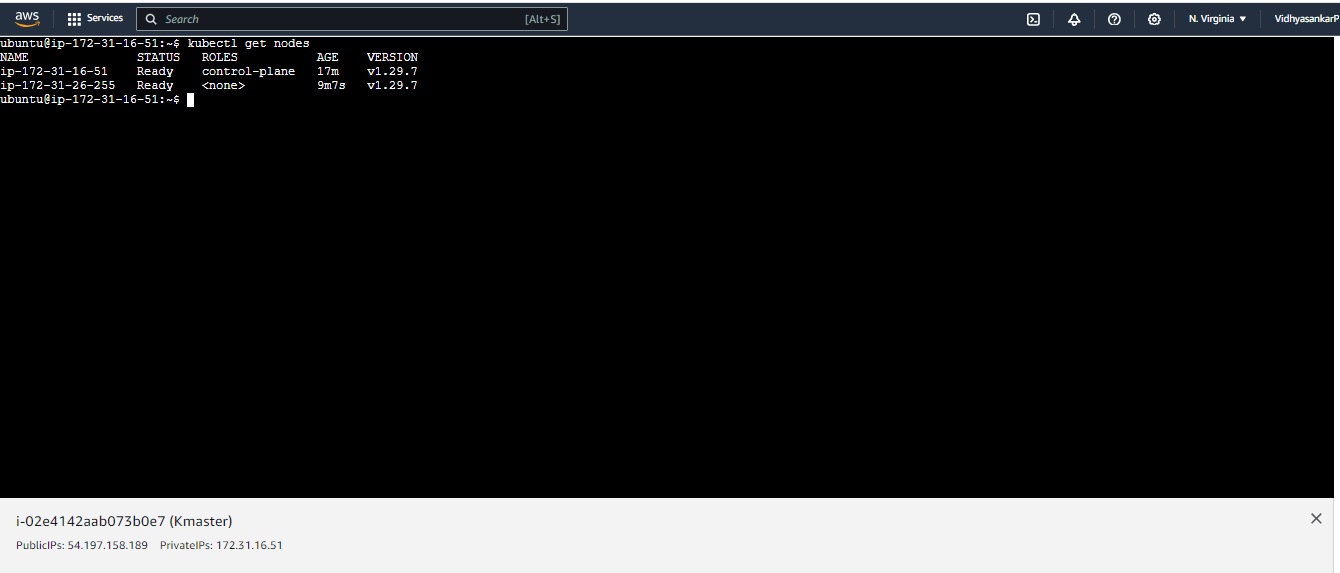 aws Services Search [Alt+S] N. Virginia ▼ VidhyasankarP
ubuntu@ip-172-31-16-51:~$ kubectl get nodes
NAME STATUS ROLES AGE VERSION
ip-172-31-16-51 Ready control-plane 17m v1.29.7
ip-172-31-26-255 Ready <none> 9m7s v1.29.7
ubuntu@ip-172-31-16-51:~$
i-02e4142aab073b0e7 (Kmaster)
PublicIPs: 54.197.158.189 PrivateIPs: 172.31.16.51